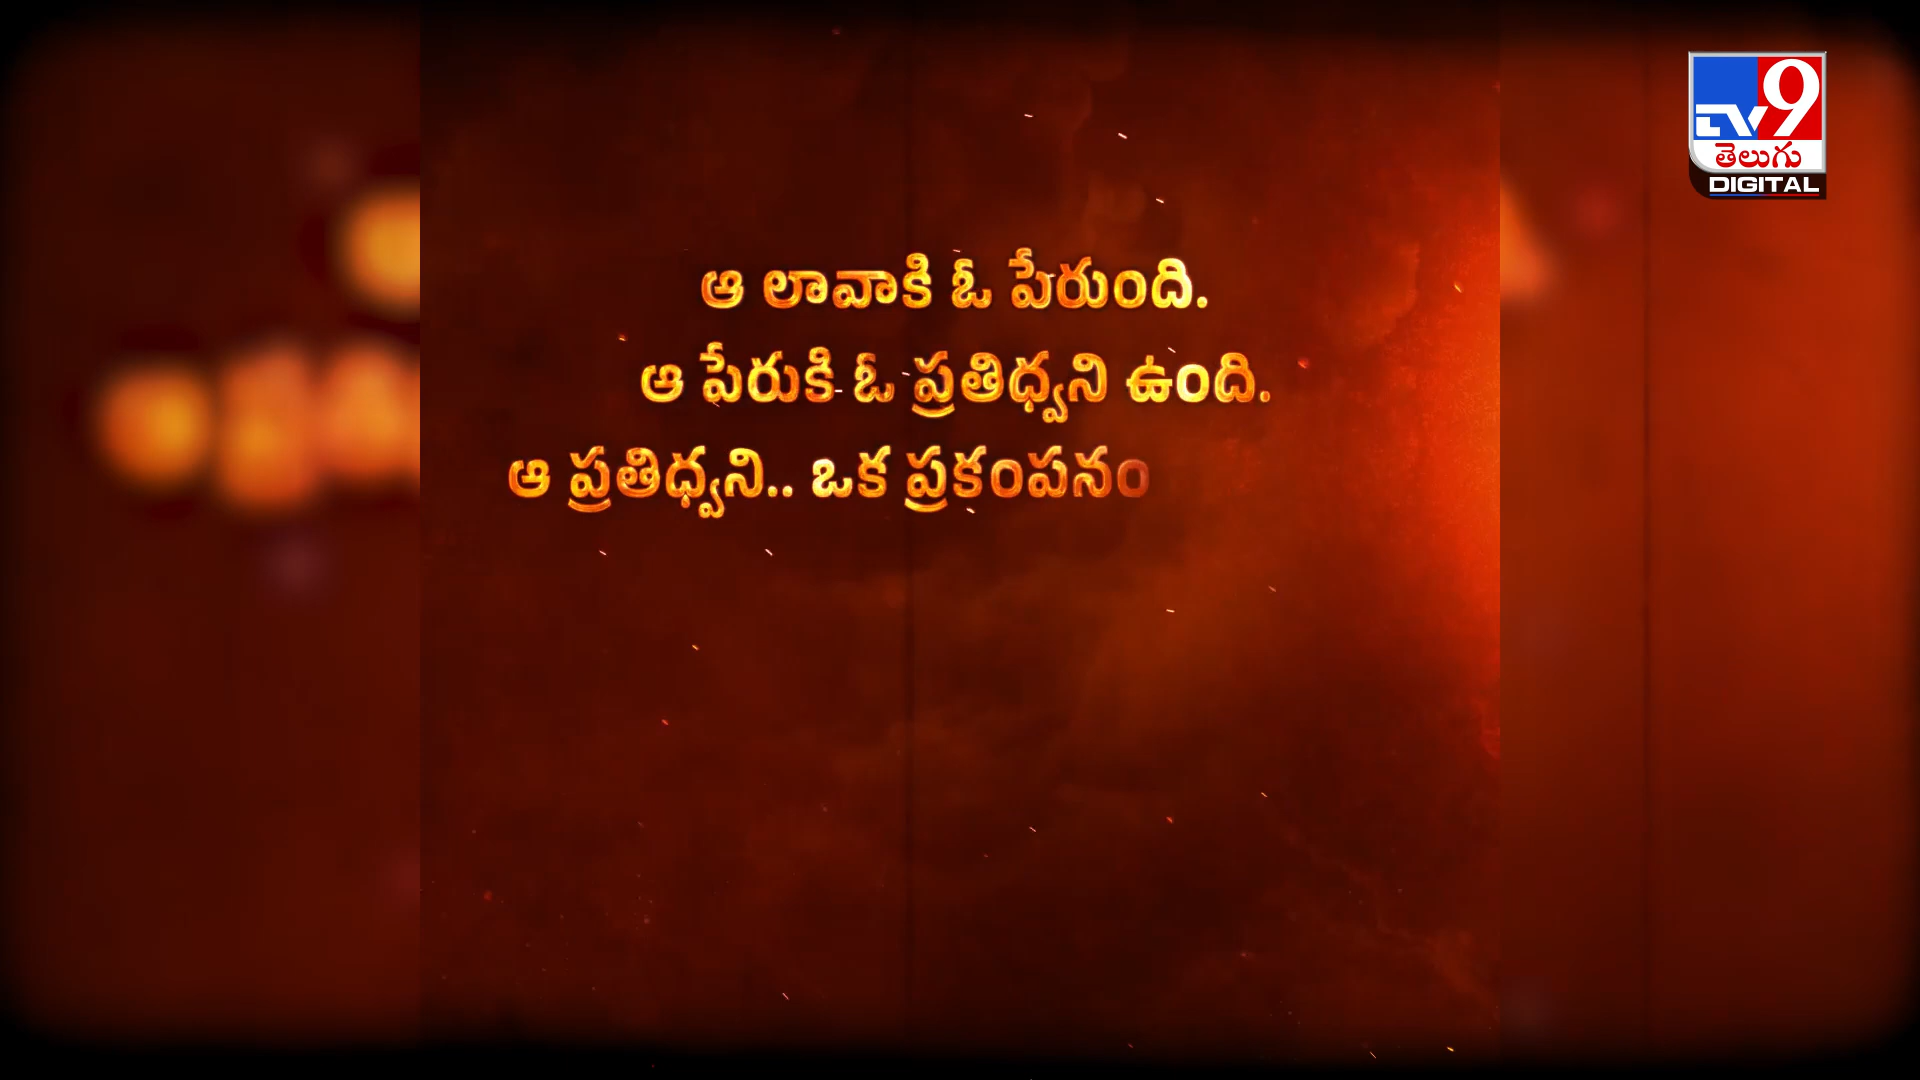 TV9
తెలుగు
DIGITAL
ఆ లావాకి ఓ పేరుంది.
ఆ పేరుకి ఓ ప్రతిధ్వని ఉంది.
ఆ ప్రతిధ్వని.. ఒక ప్రకంపనం